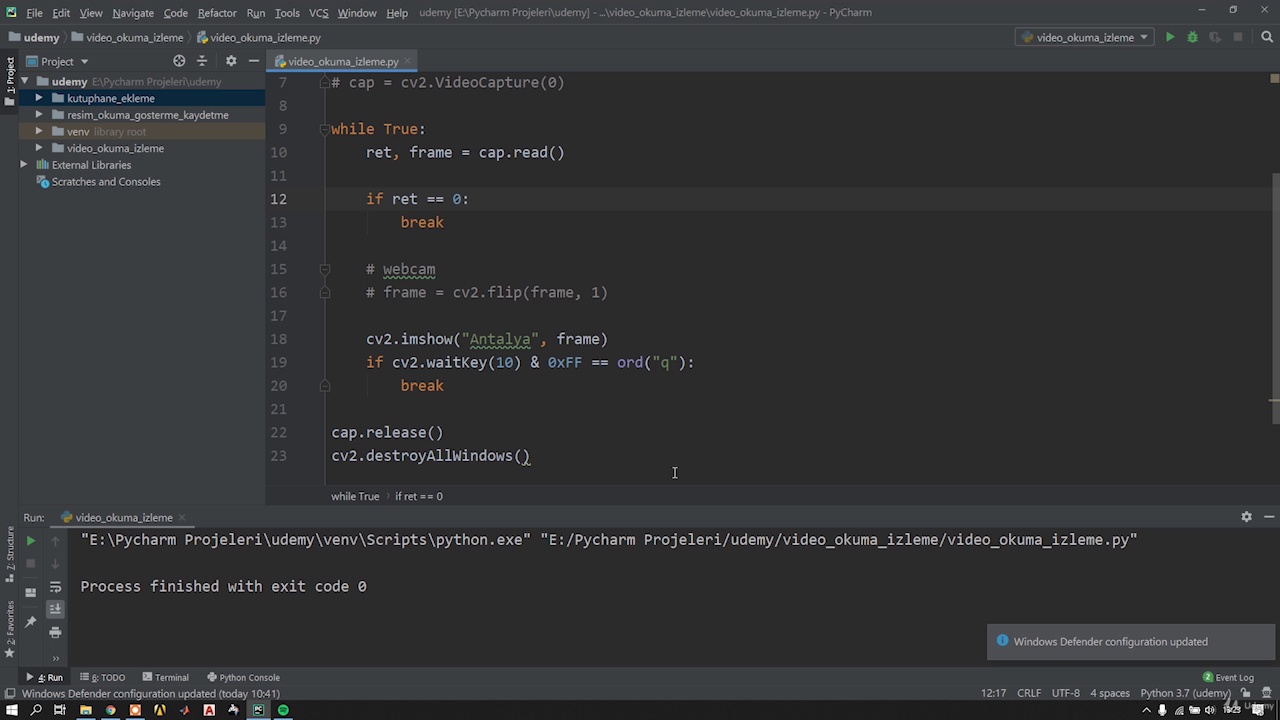 File Edit View Navigate Code Refactor Run Tools VCS Window Help udemy [E:\Pycharm Projeleri\udemy] - ...\video_okuma_izleme\video_okuma_izleme.py - PyCharm
udemy video_okuma_izleme video_okuma_izleme.py video_okuma_izleme
1: Project
Project
video_okuma_izleme.py
udemy E:\Pycharm Projeleri\udemy
kutuphane_ekleme
resim_okuma_gosterme_kaydetme
venv library root
video_okuma_izleme
External Libraries
Scratches and Consoles
7 # cap = cv2.VideoCapture(0)
8
9 while True:
10 ret, frame = cap.read()
11
12 if ret == 0:
13 break
14
15 # webcam
16 # frame = cv2.flip(frame, 1)
17
18 cv2.imshow("Antalya", frame)
19 if cv2.waitKey(10) & 0xFF == ord("q"):
20 break
21
22 cap.release()
23 cv2.destroyAllWindows()
while True if ret == 0
Run: video_okuma_izleme
"E:\Pycharm Projeleri\udemy\venv\Scripts\python.exe" "E:/Pycharm Projeleri/udemy/video_okuma_izleme/video_okuma_izleme.py"
Process finished with exit code 0
Z: Structure
2: Favorites
Windows Defender configuration updated
4: Run 6: TODO Terminal Python Console Event Log
Windows Defender configuration updated (today 10:41) 12:17 CRLF UTF-8 4 spaces Python 3.7 (udemy)
Udemy